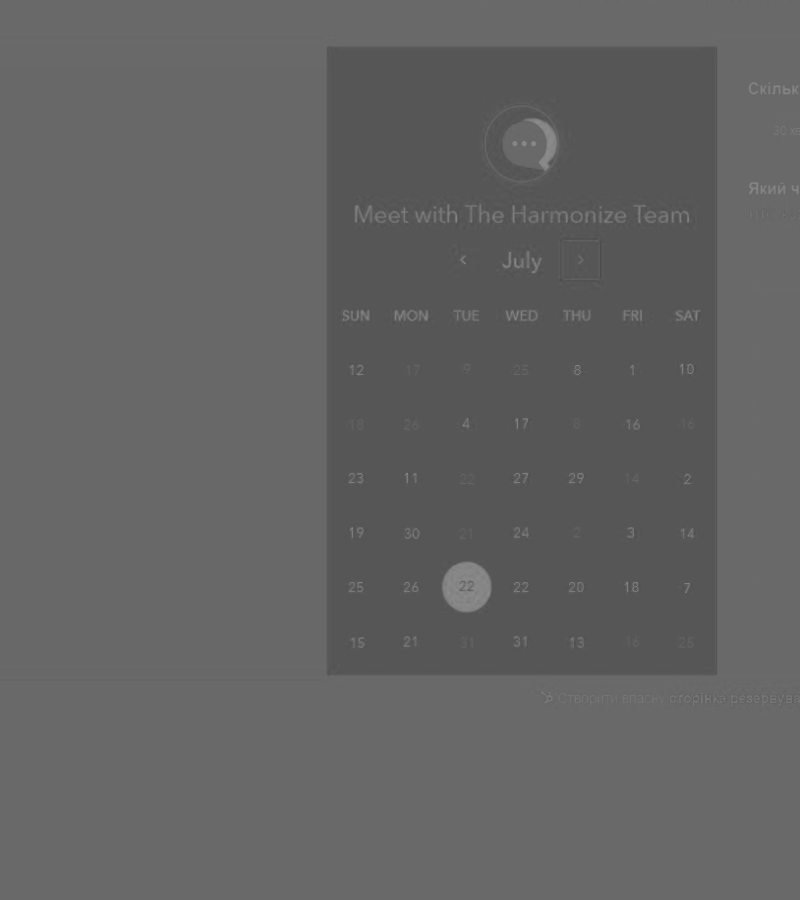 Скільк
30 хв
Який ч
Meet with The Harmonize Team
July
SUN MON TUE WED THU FRI SAT
12 17 9 25 8 1 10
18 26 4 17 8 16 16
23 11 22 27 29 14 2
19 30 21 24 2 3 14
25 26 22 22 20 18 7
15 21 31 31 13 16 25
Створити власну сторінка резервува